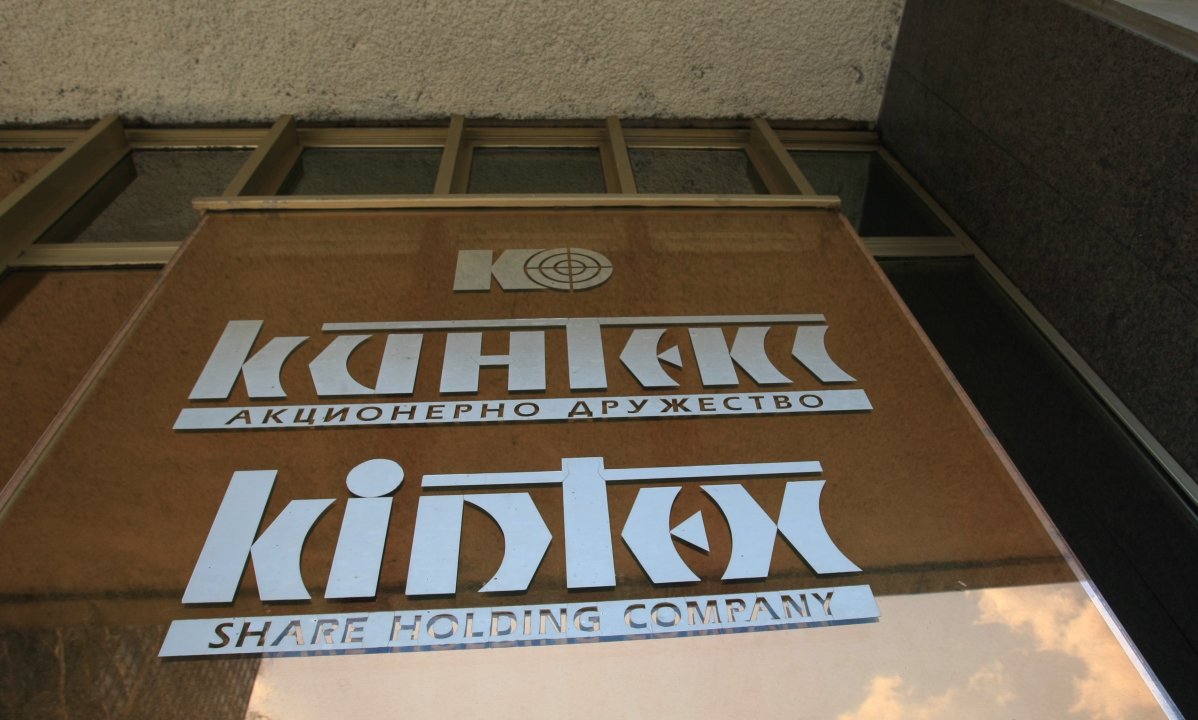 КИНТЕКС
АКЦИОНЕРНО ДРУЖЕСТВО
KINTEX
SHARE HOLDING COMPANY